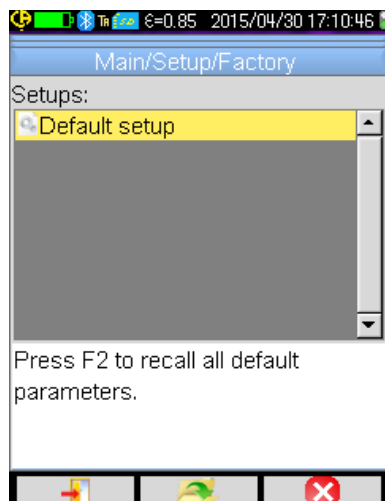 ε=0.85 2015/04/30 17:10:46
Main/Setup/Factory
Setups:
Default setup
Press F2 to recall all default
parameters.